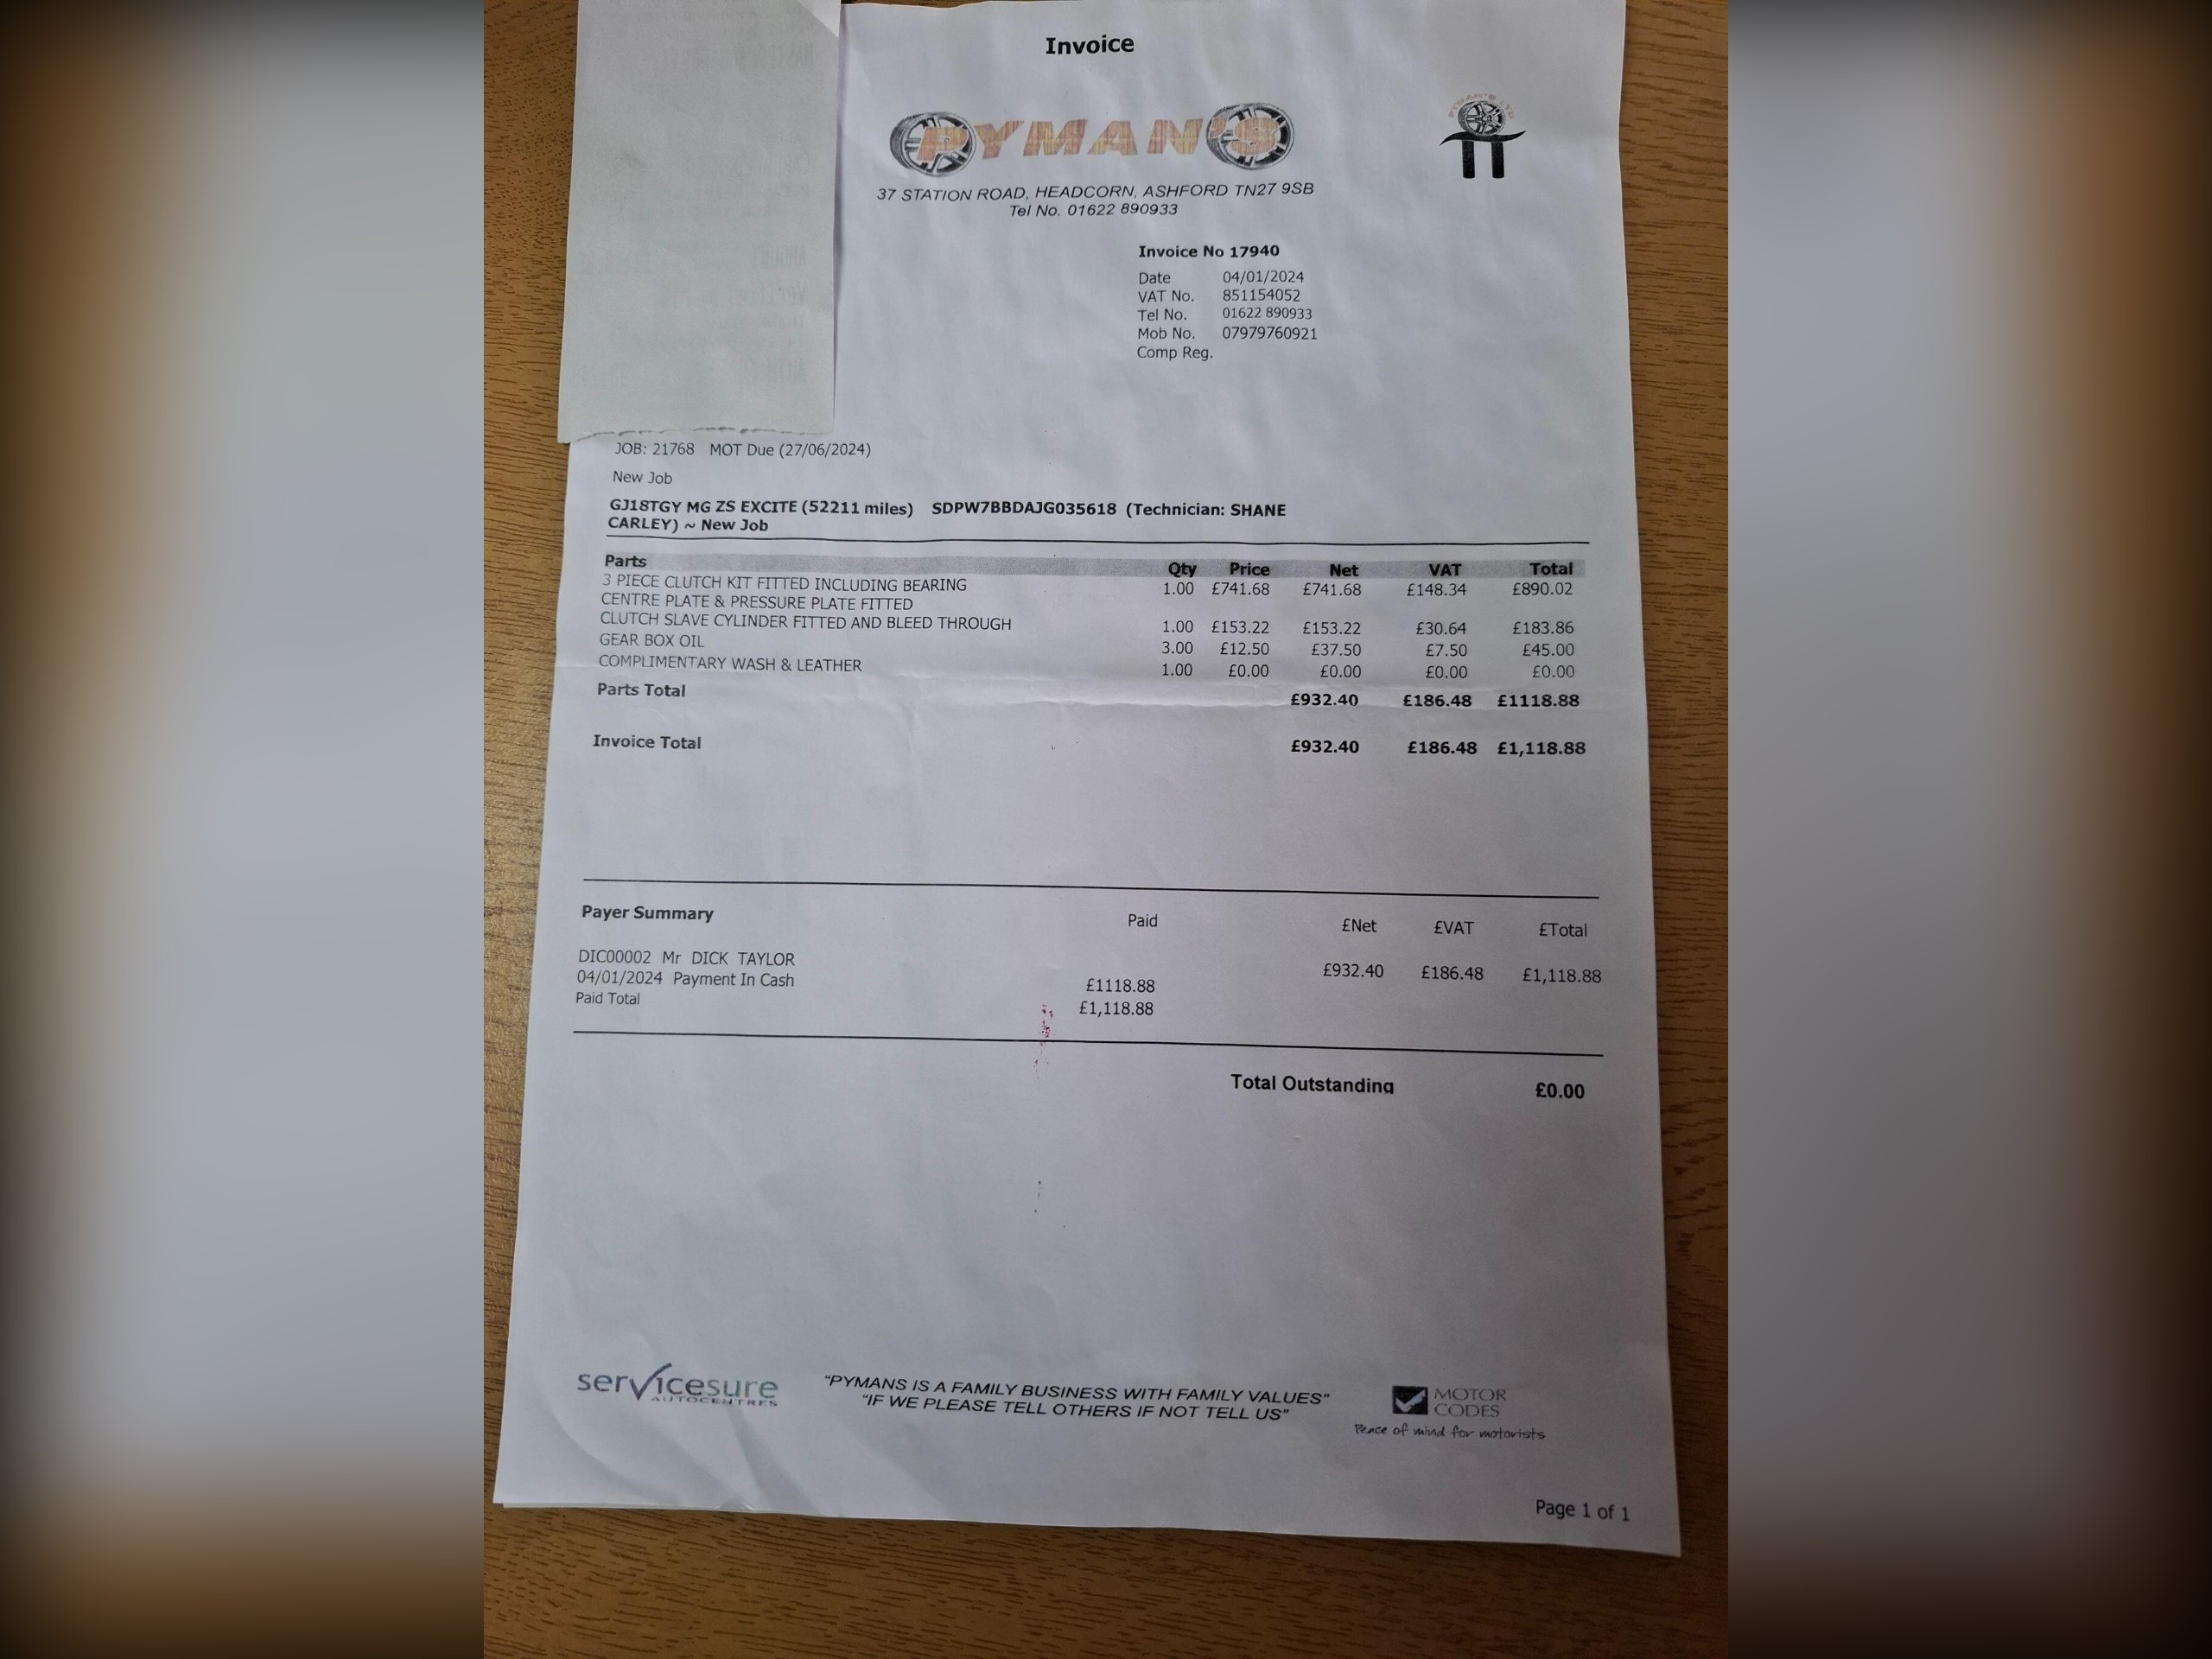 Invoice
PYMAN'S
PYMAN'S LTD
37 STATION ROAD, HEADCORN, ASHFORD TN27 9SB
Tel No. 01622 890933
Invoice No 17940
Date 04/01/2024
VAT No. 851154052
Tel No. 01622 890933
Mob No. 07979760921
Comp Reg.
JOB: 21768 MOT Due (27/06/2024)
New Job
GJ18TGY MG ZS EXCITE (52211 miles) SDPW7BBDAJG035618 (Technician: SHANE
CARLEY) ~ New Job
Parts Qty Price Net VAT Total
3 PIECE CLUTCH KIT FITTED INCLUDING BEARING 1.00 £741.68 £741.68 £148.34 £890.02
CENTRE PLATE & PRESSURE PLATE FITTED
CLUTCH SLAVE CYLINDER FITTED AND BLEED THROUGH 1.00 £153.22 £153.22 £30.64 £183.86
GEAR BOX OIL 3.00 £12.50 £37.50 £7.50 £45.00
COMPLIMENTARY WASH & LEATHER 1.00 £0.00 £0.00 £0.00 £0.00
Parts Total £932.40 £186.48 £1118.88
Invoice Total £932.40 £186.48 £1,118.88
Payer Summary Paid £Net £VAT £Total
DIC00002 Mr DICK TAYLOR £932.40 £186.48 £1,118.88
04/01/2024 Payment In Cash £1118.88
Paid Total £1,118.88
Total Outstanding £0.00
servicesure
AUTOCENTRES
"PYMANS IS A FAMILY BUSINESS WITH FAMILY VALUES"
"IF WE PLEASE TELL OTHERS IF NOT TELL US"
MOTOR
CODES
Peace of mind for motorists
Page 1 of 1